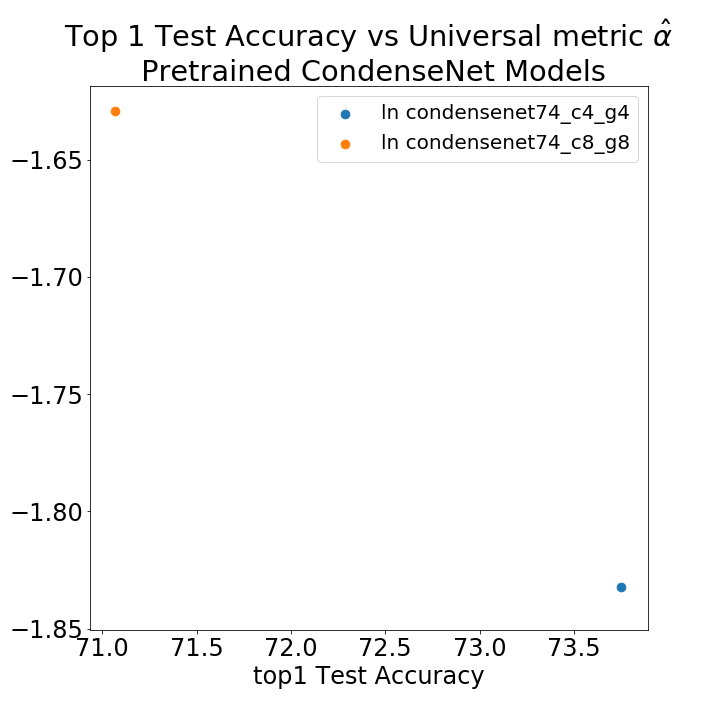 Top 1 Test Accuracy vs Universal metric α̂
Pretrained CondenseNet Models
ln condensenet74_c4_g4
ln condensenet74_c8_g8
−1.65
−1.70
−1.75
−1.80
−1.85
71.0 71.5 72.0 72.5 73.0 73.5
top1 Test Accuracy